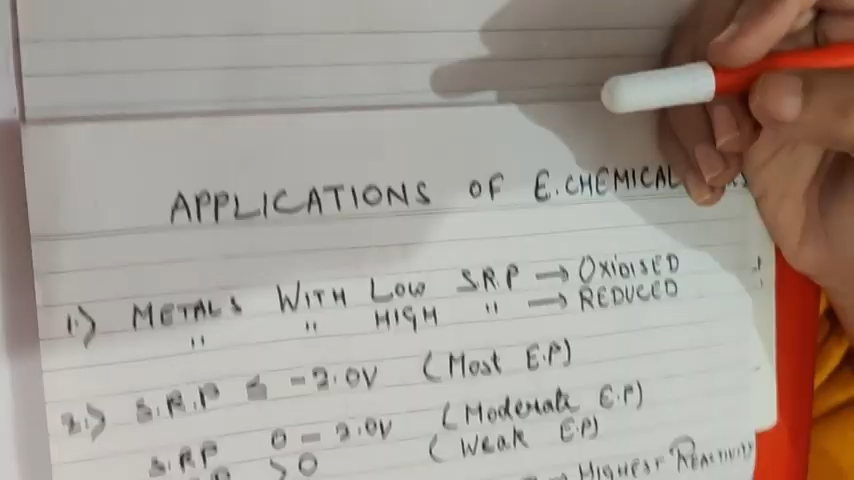 APPLICATIONS OF E.CHEMICAL
1.) METALS WITH LOW S.R.P → OXIDISED
" " HIGH " → REDUCED
2.) S.R.P ≤ -2.0V (Most E.P)
SRP 0 - 2.0V (Moderate E.P)
>0 (Weak E.P)
→ HIGHEST REACTIVITY